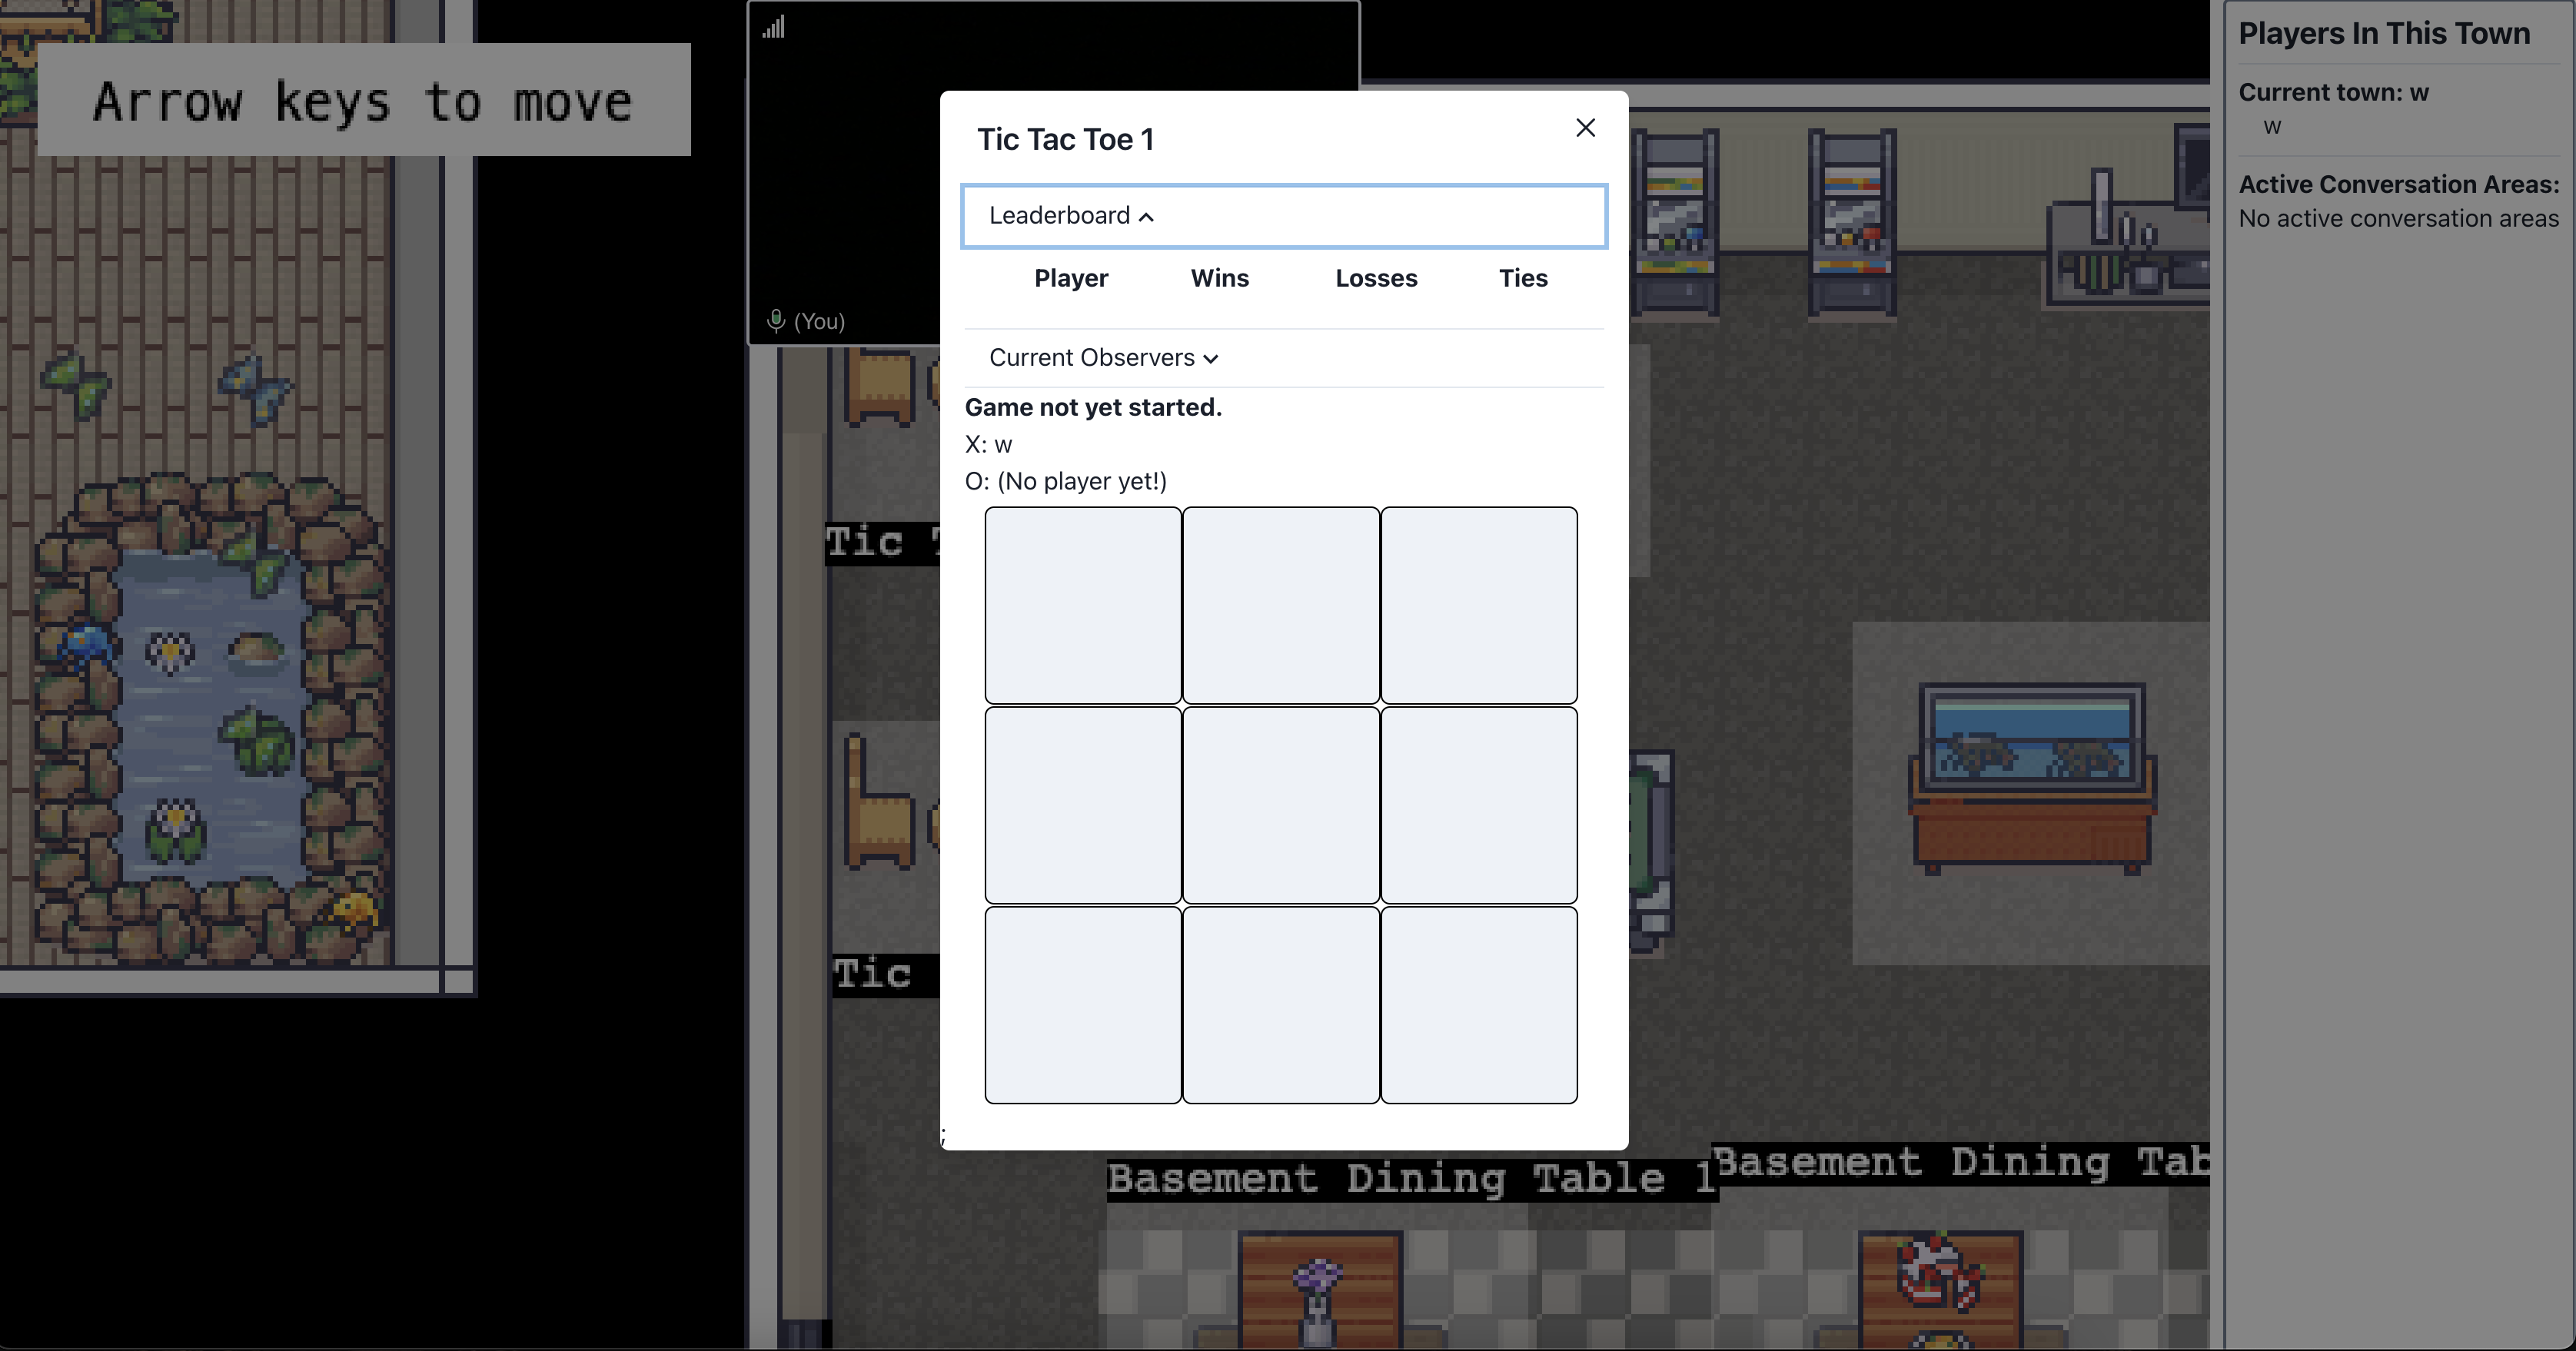 Arrow keys to move
(You)
Tic Tac Toe 1
Leaderboard
Player Wins Losses Ties
Current Observers
Game not yet started.
X: w
O: (No player yet!)
;
Tic
Tic
Basement Dining Table 1
Basement Dining Tab
Players In This Town
Current town: w
w
Active Conversation Areas:
No active conversation areas